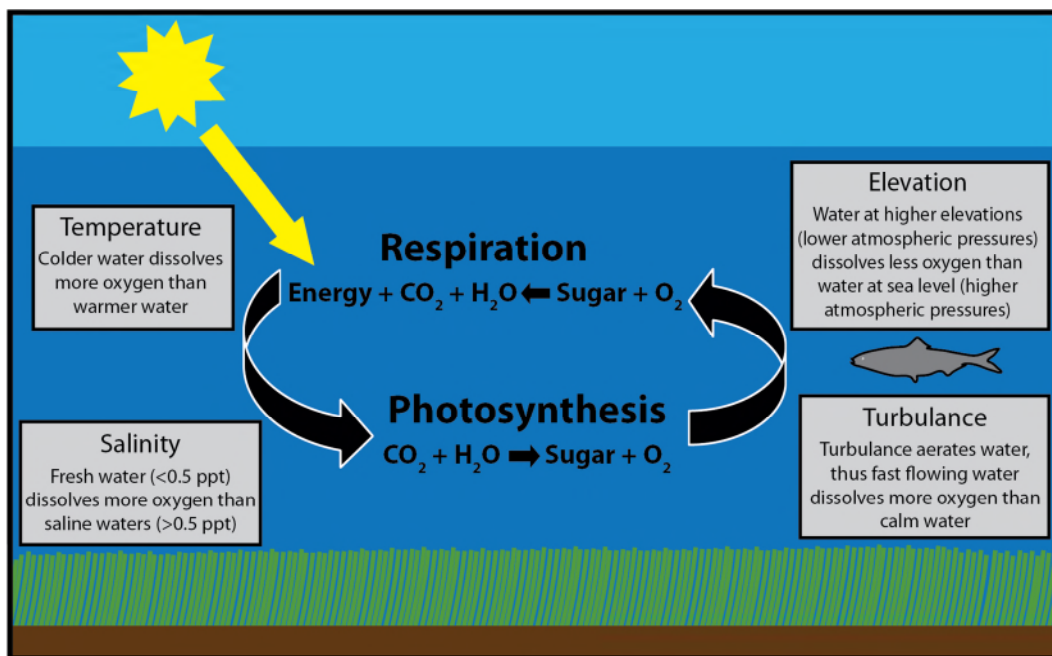 Temperature
Colder water dissolves
more oxygen than
warmer water
Salinity
Fresh water (<0.5 ppt)
dissolves more oxygen than
saline waters (>0.5 ppt)
Respiration
Energy + CO₂ + H₂O ⬅ Sugar + O₂
Photosynthesis
CO₂ + H₂O ➡ Sugar + O₂
Elevation
Water at higher elevations
(lower atmospheric pressures)
dissolves less oxygen than
water at sea level (higher
atmospheric pressures)
Turbulance
Turbulance aerates water,
thus fast flowing water
dissolves more oxygen than
calm water